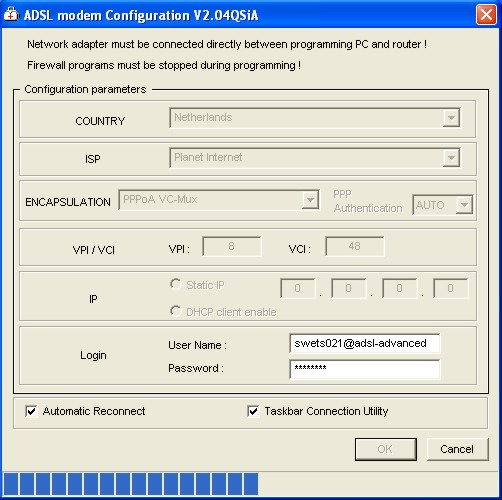 ADSL modem Configuration V2.04QSiA
Network adapter must be connected directly between programming PC and router !
Firewall programs must be stopped during programming !
Configuration parameters
COUNTRY
Netherlands
ISP
Planet Internet
ENCAPSULATION
PPPoA VC-Mux
PPP
Authentication
AUTO
VPI / VCI
VPI :
8
VCI :
48
IP
Static IP
0 . 0 . 0 . 0
DHCP client enable
Login
User Name :
swets021@adsl-advanced
Password :
********
Automatic Reconnect
Taskbar Connection Utility
OK
Cancel